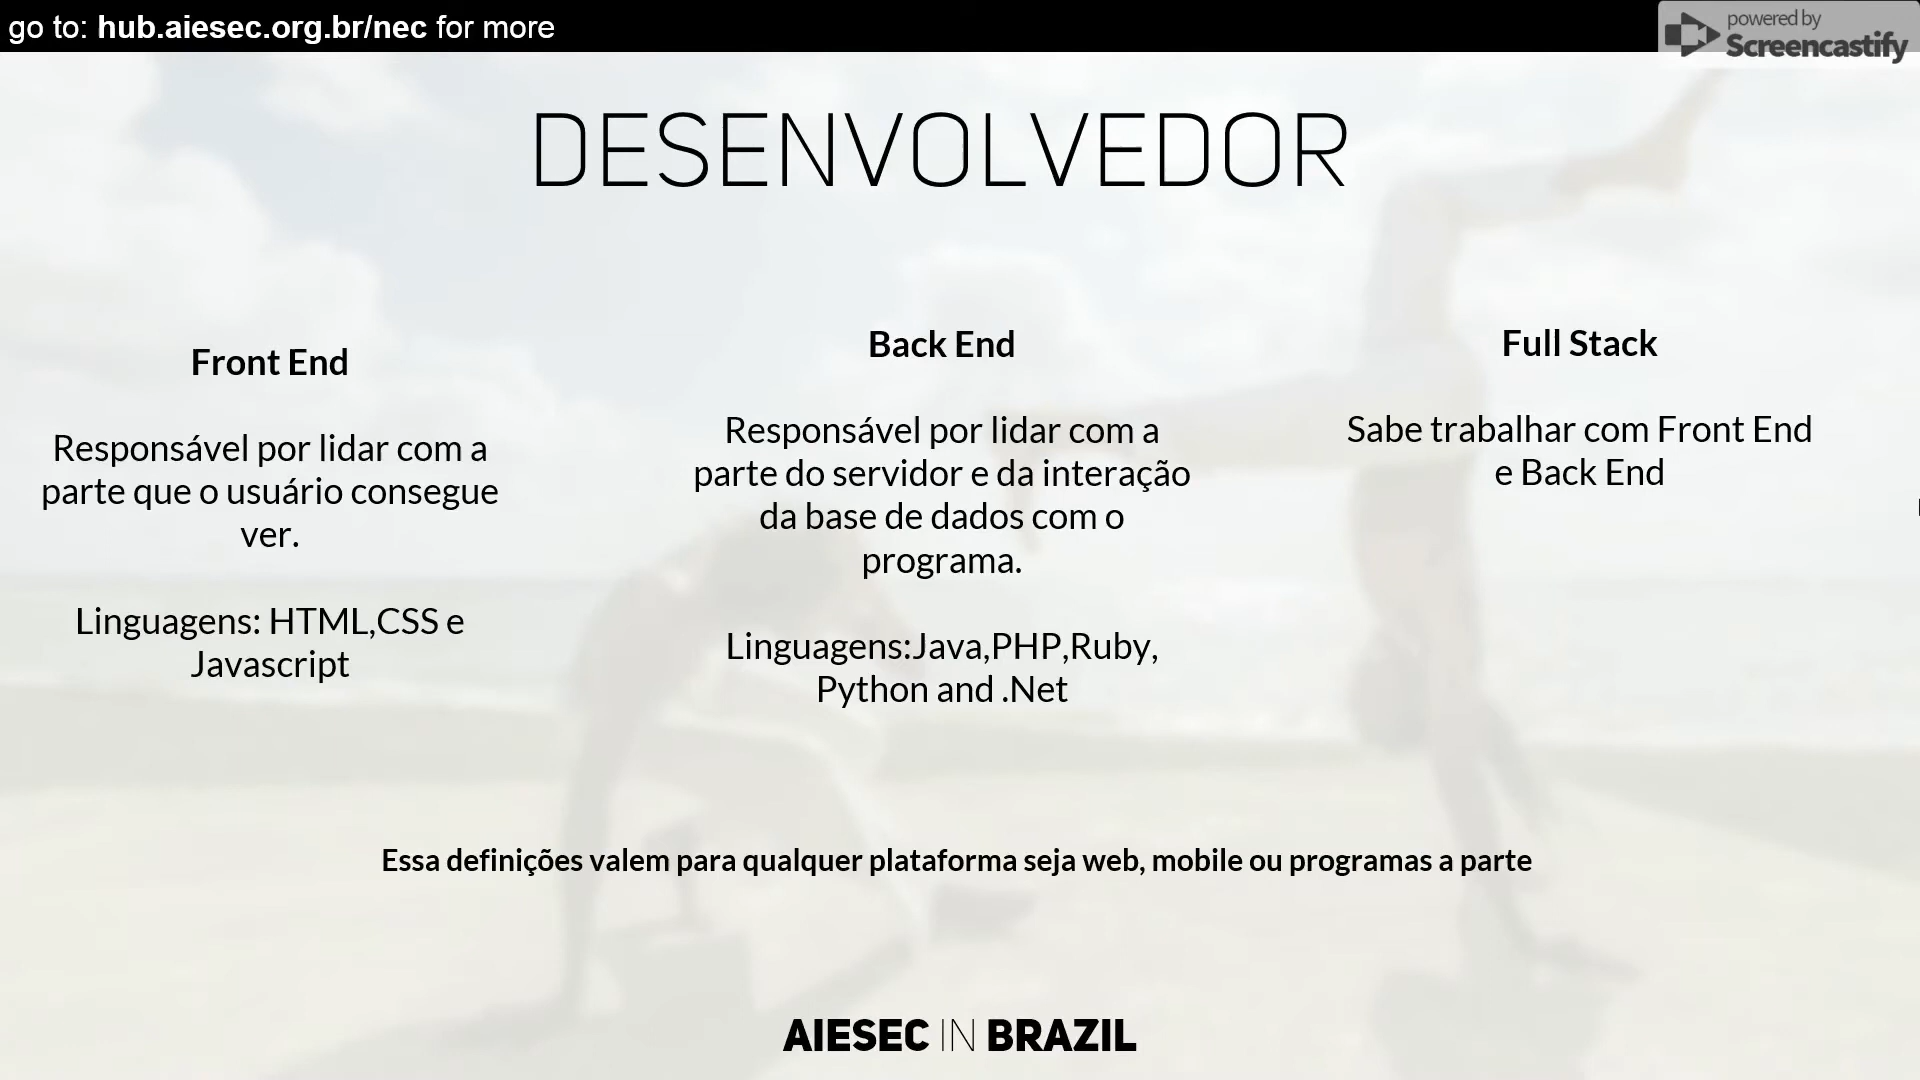 go to: hub.aiesec.org.br/nec for more
powered by
Screencastify
DESENVOLVEDOR
Front End
Responsável por lidar com a
parte que o usuário consegue
ver.
Linguagens: HTML,CSS e
Javascript
Back End
Responsável por lidar com a
parte do servidor e da interação
da base de dados com o
programa.
Linguagens:Java,PHP,Ruby,
Python and .Net
Full Stack
Sabe trabalhar com Front End
e Back End
Essa definições valem para qualquer plataforma seja web, mobile ou programas a parte
AIESEC IN BRAZIL